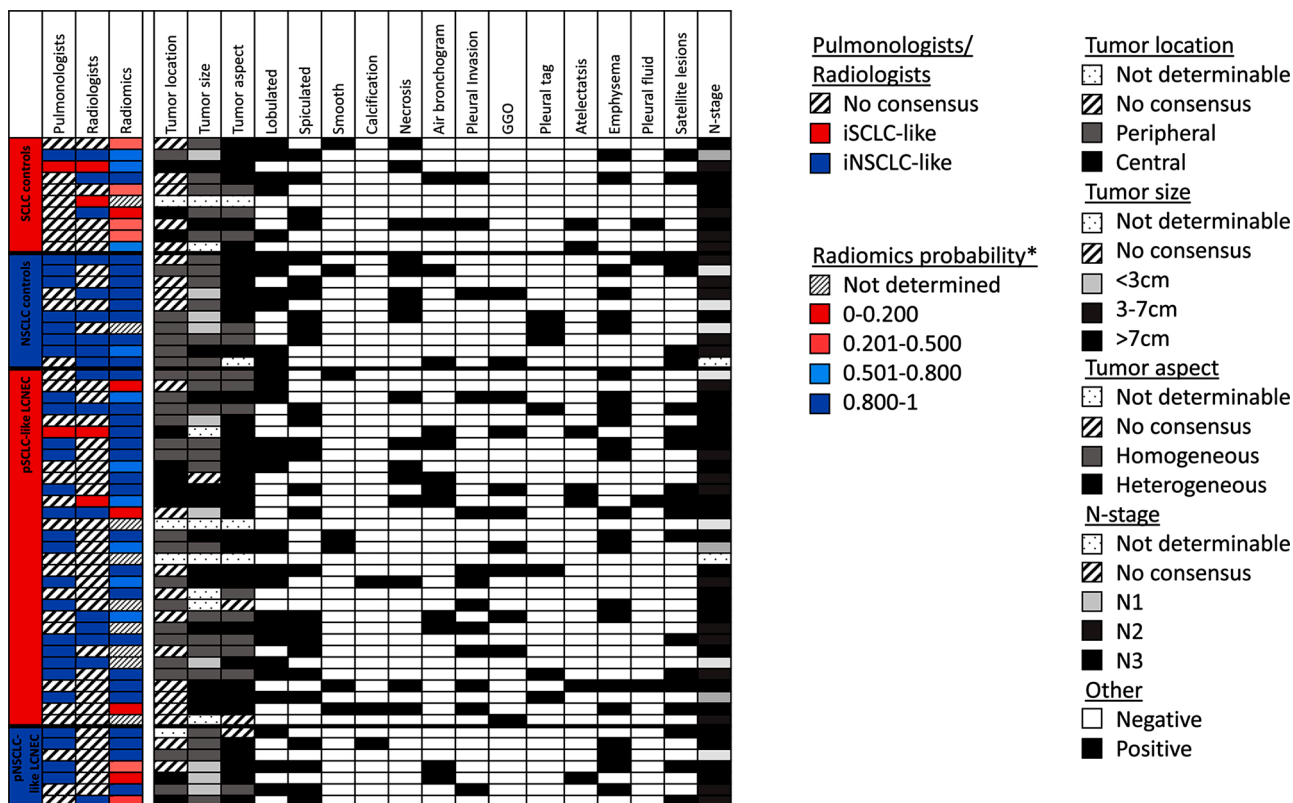 Pulmonologists
Radiologists
Radiomics
Tumor location
Tumor size
Tumor aspect
Lobulated
Spiculated
Smooth
Calcification
Necrosis
Air bronchogram
Pleural Invasion
GGO
Pleural tag
Atelectatsis
Emphysema
Pleural fluid
Satellite lesions
N-stage
SCLC controls
NSCLC controls
pSCLC-like LCNEC
pNSCLC-
like LCNEC
Pulmonologists/
Radiologists
No consensus
iSCLC-like
iNSCLC-like
Radiomics probability*
Not determined
0-0.200
0.201-0.500
0.501-0.800
0.800-1
Tumor location
Not determinable
No consensus
Peripheral
Central
Tumor size
Not determinable
No consensus
<3cm
3-7cm
>7cm
Tumor aspect
Not determinable
No consensus
Homogeneous
Heterogeneous
N-stage
Not determinable
No consensus
N1
N2
N3
Other
Negative
Positive